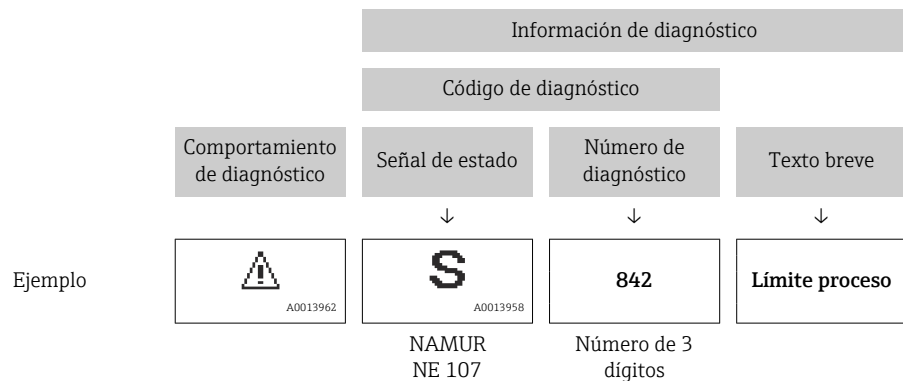 Información de diagnóstico
Código de diagnóstico
Comportamiento
de diagnóstico
Señal de estado
Número de
diagnóstico
Texto breve
↓ ↓ ↓
Ejemplo
A0013962
S
A0013958
842
Límite proceso
NAMUR
NE 107
Número de 3
dígitos